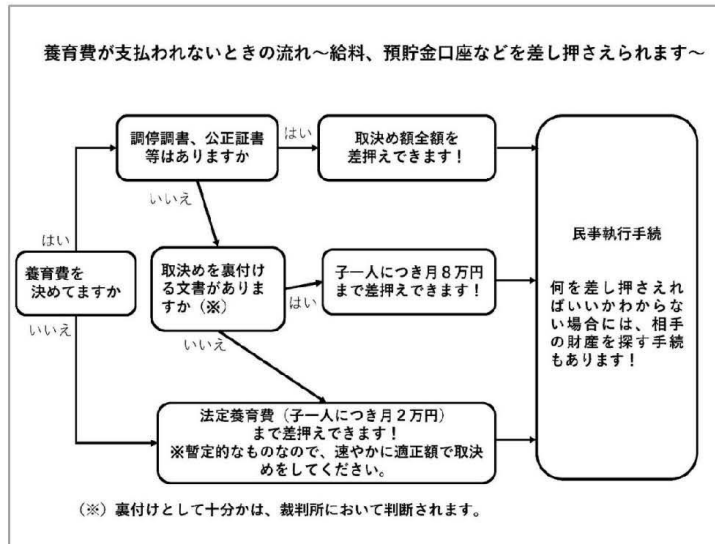 養育費が支払われないときの流れ~給料、預貯金口座などを差し押さえられます~
調停調書、公正証書
等はありますか
はい
取決め額全額を
差押えできます！
いいえ
はい
養育費を
決めてますか
いいえ
取決めを裏付け
る文書がありま
すか（※）
はい
子一人につき月８万円
まで差押えできます！
いいえ
法定養育費（子一人につき月２万円）
まで差押えできます！
※暫定的なものなので、速やかに適正額で取決
めをしてください。
民事執行手続
何を差し押さえれ
ばいいかわからな
い場合には、相手
の財産を探す手続
もあります！
（※）裏付けとして十分かは、裁判所において判断されます。